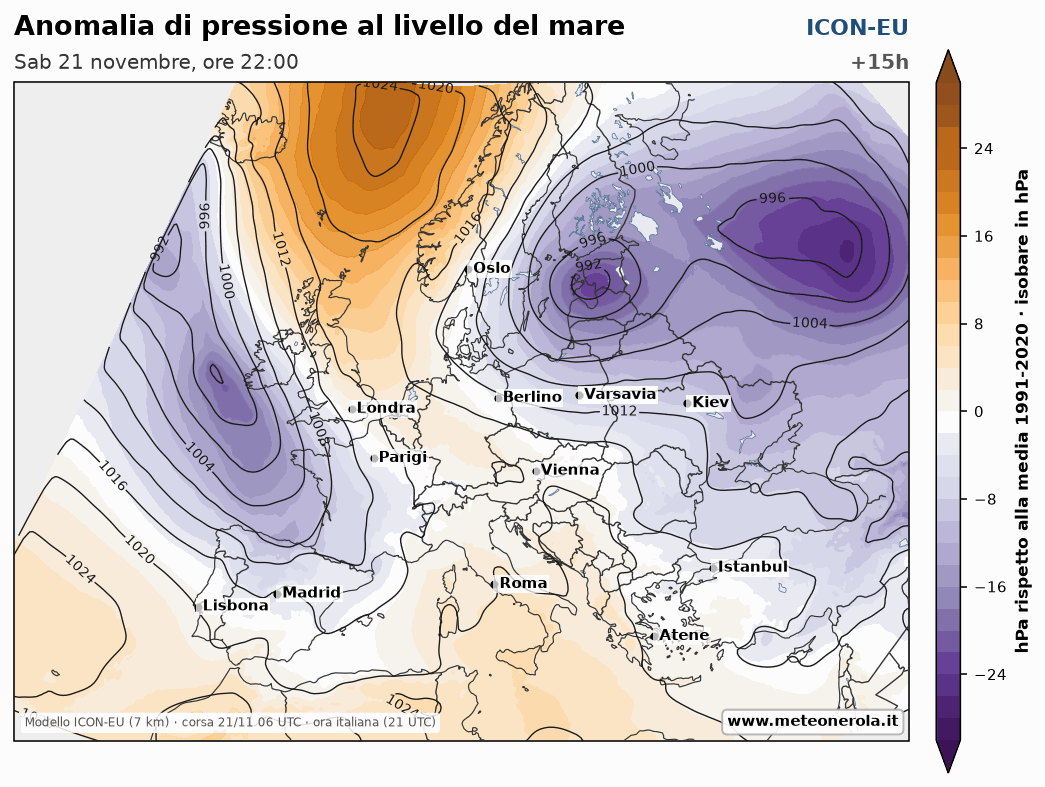 Anomalia di pressione al livello del mare
ICON-EU
Sab 21 novembre, ore 22:00
+15h
1024
1020
1000
996
996
996
992
1012
1016
992
1000
Oslo
1004
Londra
Berlino
Varsavia
Kiev
1012
1008
1004
Parigi
Vienna
1016
1020
1024
Istanbul
Roma
Madrid
Lisbona
Atene
1024
Modello ICON-EU (7 km) · corsa 21/11 06 UTC · ora italiana (21 UTC)
www.meteonerola.it
24
16
8
0
−8
−16
−24
hPa rispetto alla media 1991-2020 · isobare in hPa